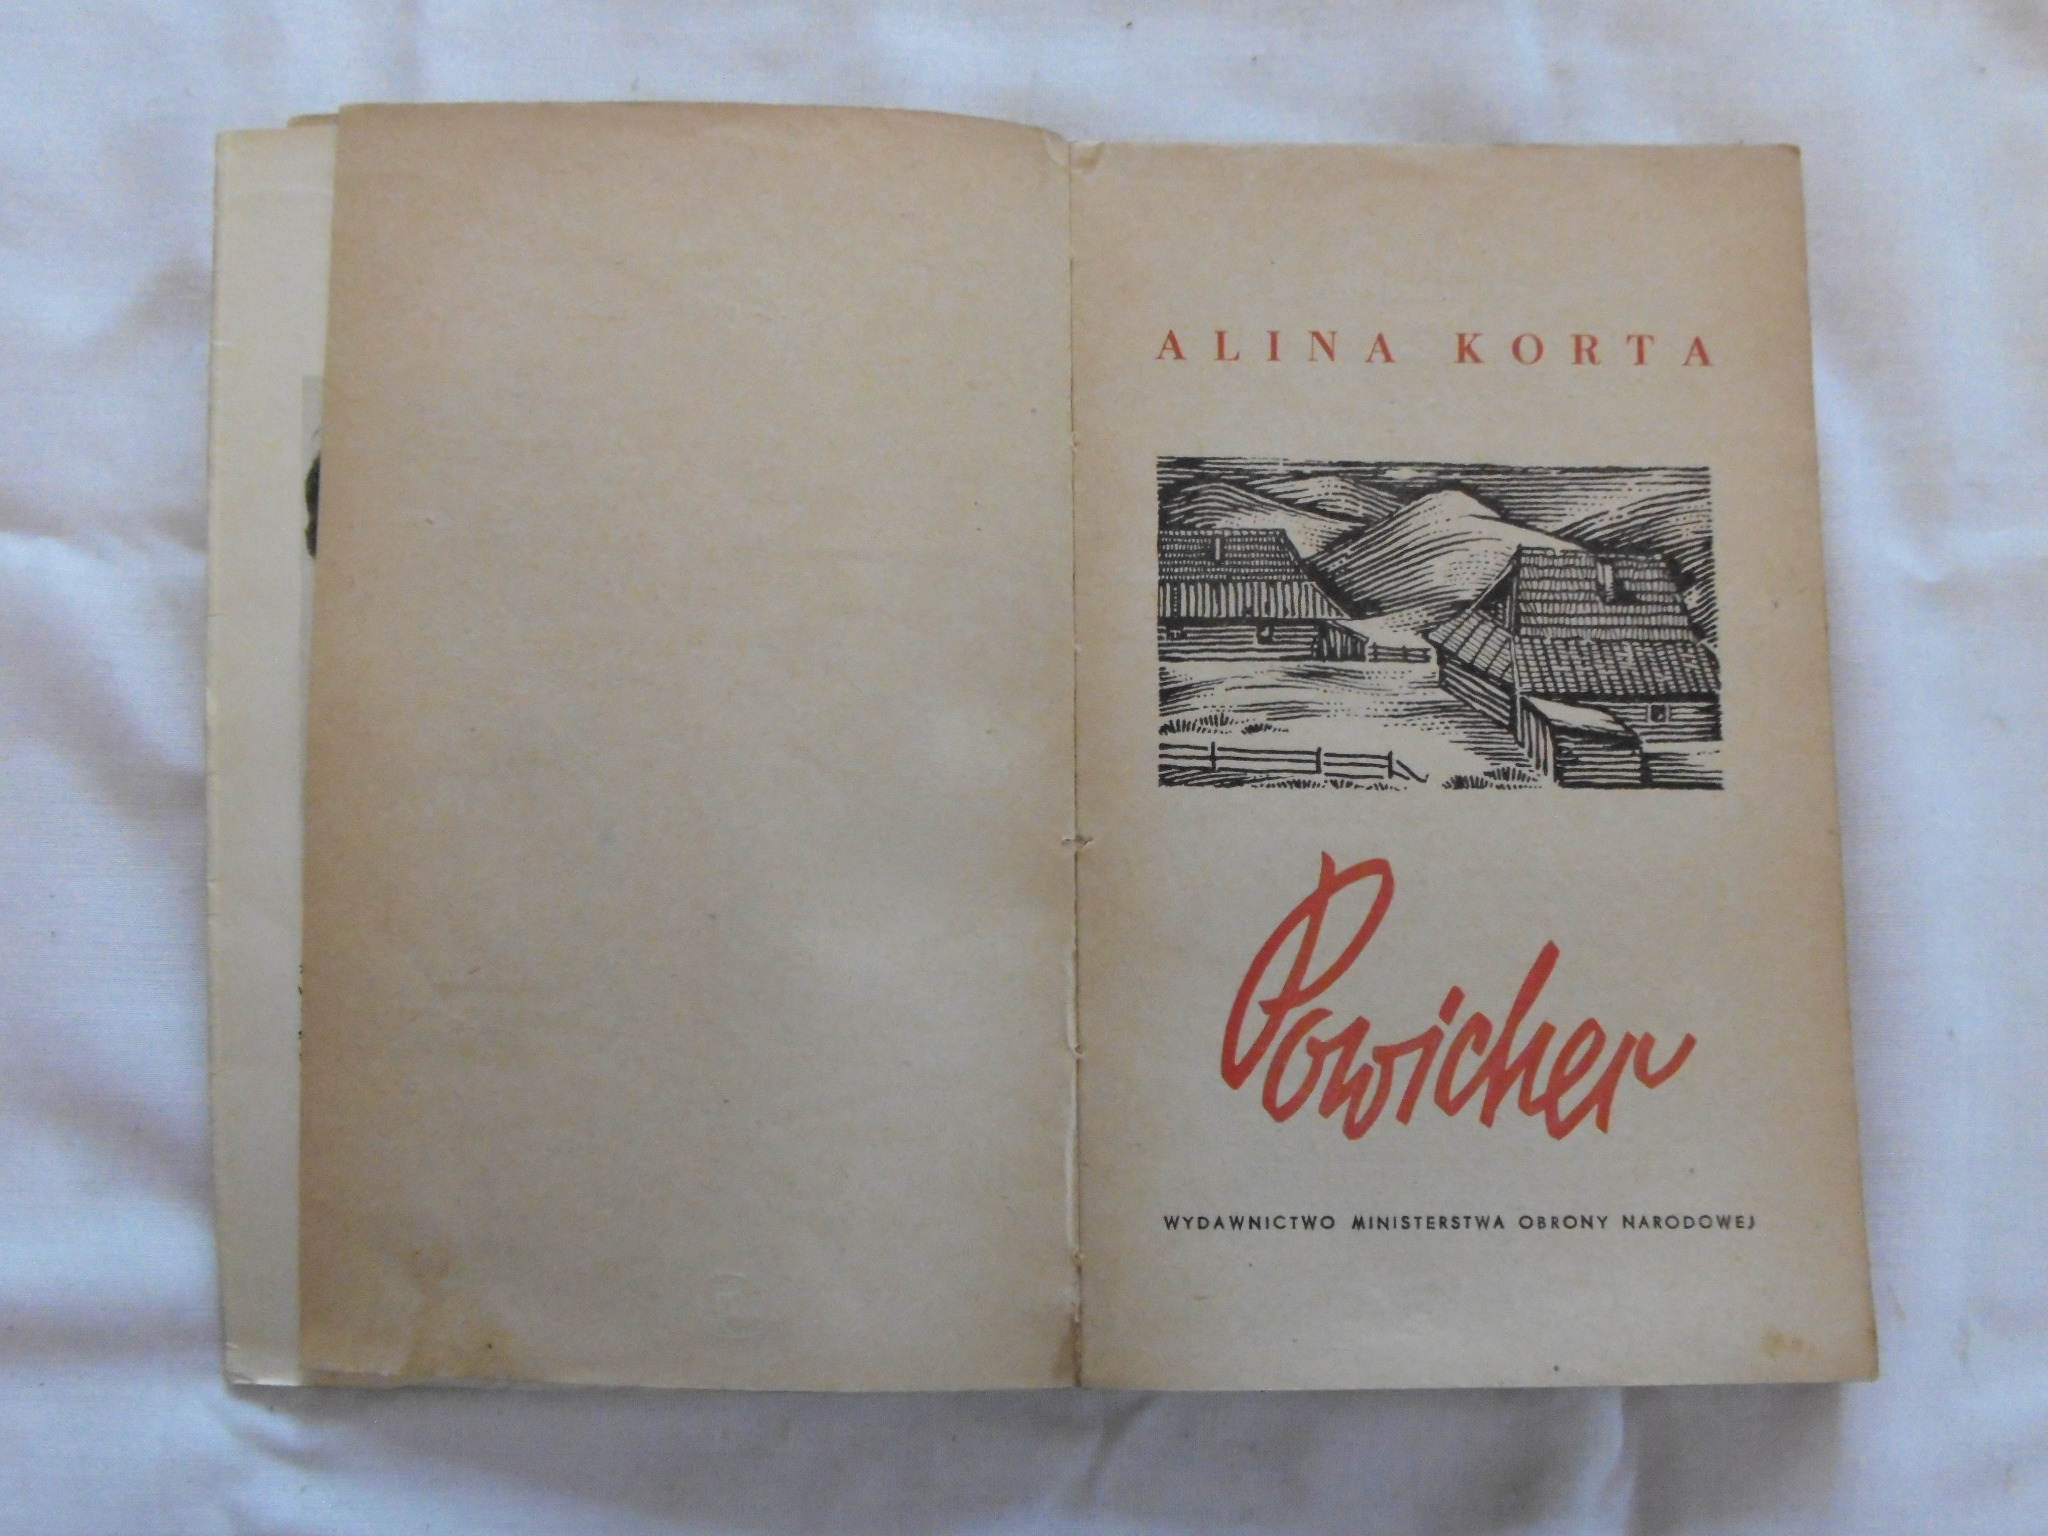 ALINA KORTA
Powicher
WYDAWNICTWO MINISTERSTWA OBRONY NARODOWEJ